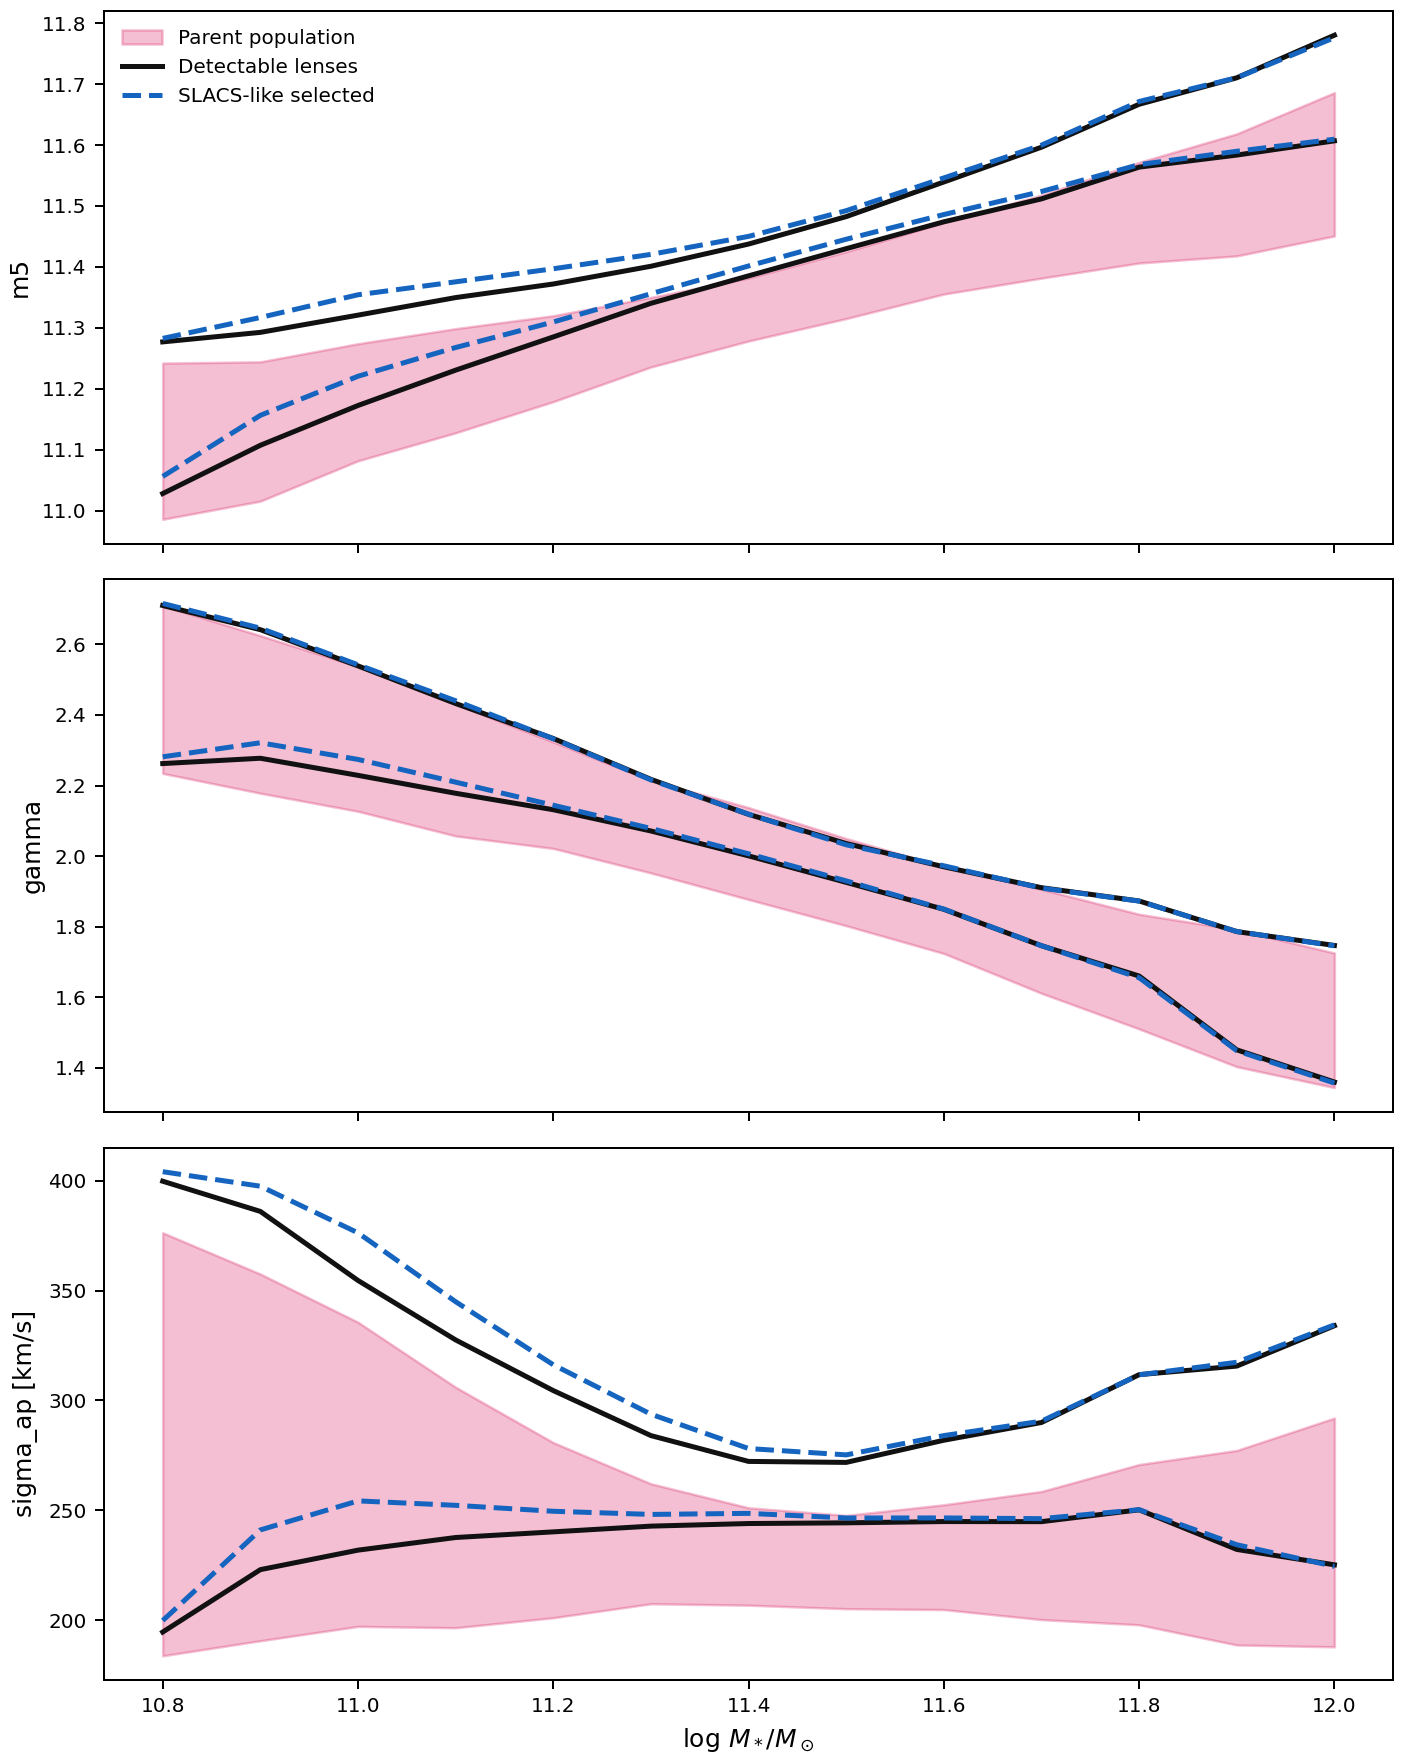 11.8
11.7
11.6
11.5
11.4
11.3
11.2
11.1
11.0
m5
Parent population
Detectable lenses
SLACS-like selected
2.6
2.4
2.2
2.0
1.8
1.6
1.4
gamma
400
350
300
250
200
sigma_ap [km/s]
10.8 11.0 11.2 11.4 11.6 11.8 12.0
log M*/M⊙